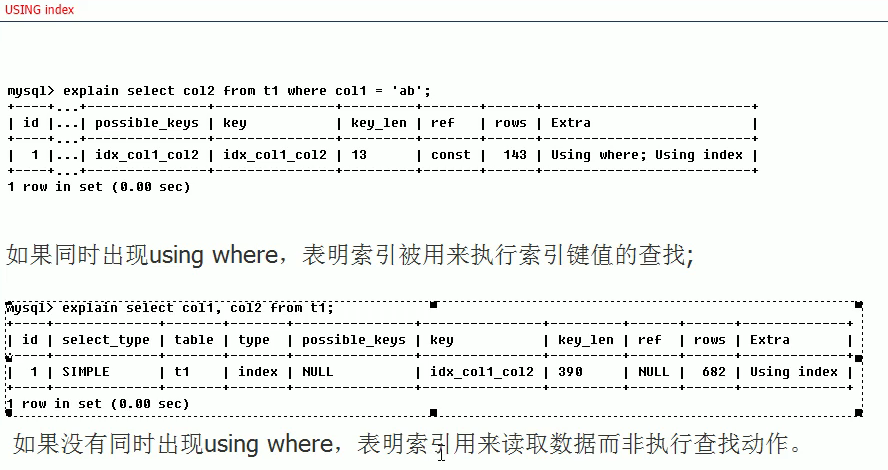 USING index
mysql> explain select col2 from t1 where col1 = 'ab';
+----+...+---------------+---------------+---------+-------+------+--------------------------+
| id |...| possible_keys | key | key_len | ref | rows | Extra |
+----+...+---------------+---------------+---------+-------+------+--------------------------+
| 1 |...| idx_col1_col2 | idx_col1_col2 | 13 | const | 143 | Using where; Using index |
+----+...+---------------+---------------+---------+-------+------+--------------------------+
1 row in set (0.00 sec)
如果同时出现using where，表明索引被用来执行索引键值的查找;
mysql> explain select col1, col2 from t1;
+----+-------------+-------+-------+---------------+---------------+---------+------+------+-------------+
| id | select_type | table | type | possible_keys | key | key_len | ref | rows | Extra |
+----+-------------+-------+-------+---------------+---------------+---------+------+------+-------------+
| 1 | SIMPLE | t1 | index | NULL | idx_col1_col2 | 390 | NULL | 682 | Using index |
+----+-------------+-------+-------+---------------+---------------+---------+------+------+-------------+
1 row in set (0.00 sec)
如果没有同时出现using where，表明索引用来读取数据而非执行查找动作。